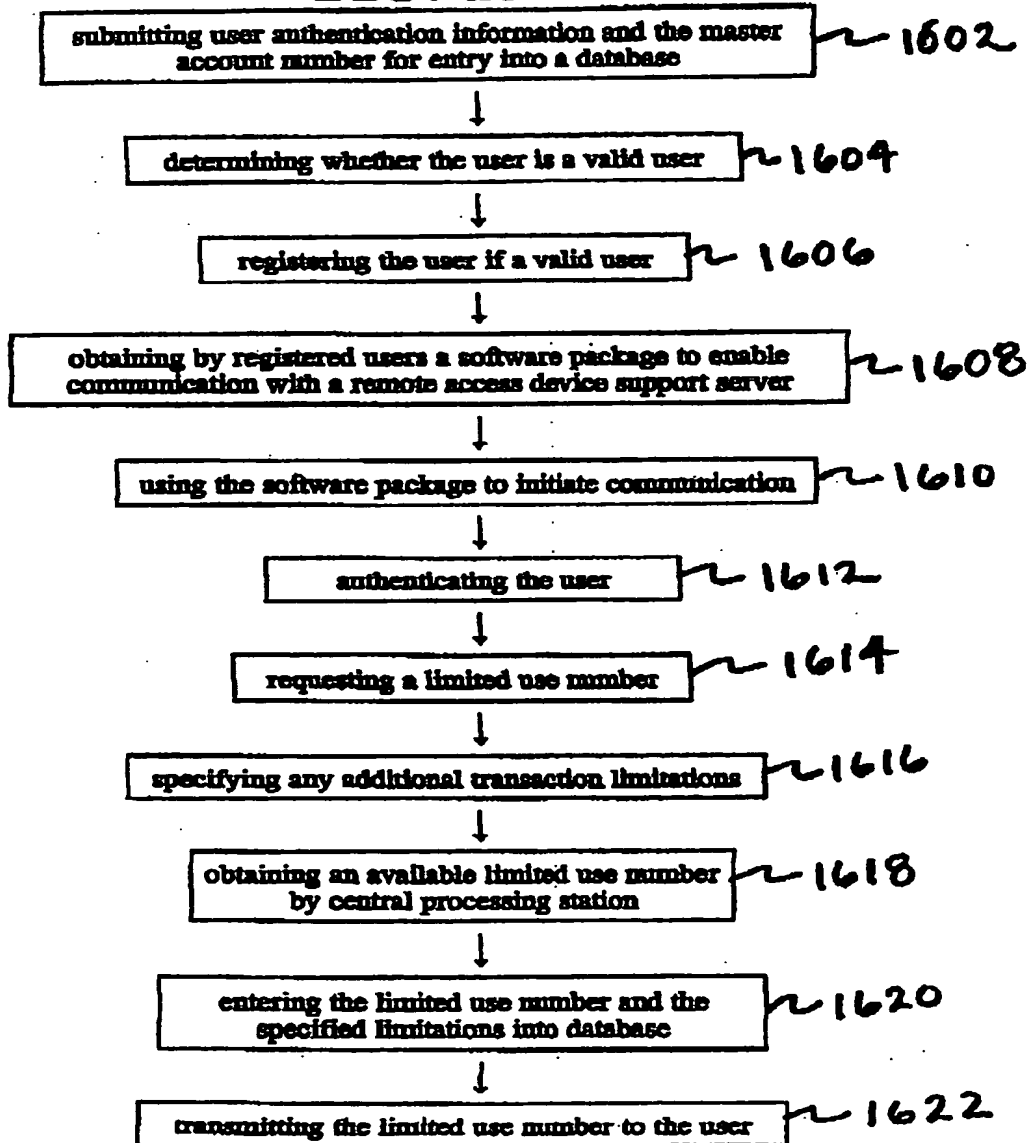 submitting user authentication information and the master
account number for entry into a database
1602
determining whether the user is a valid user
1604
registering the user if a valid user
1606
obtaining by registered users a software package to enable
communication with a remote access device support server
1608
using the software package to initiate communication
1610
authenticating the user
1612
requesting a limited use number
1614
specifying any additional transaction limitations
1616
obtaining an available limited use number
by central processing station
1618
entering the limited use number and the
specified limitations into database
1620
transmitting the limited use number to the user
1622